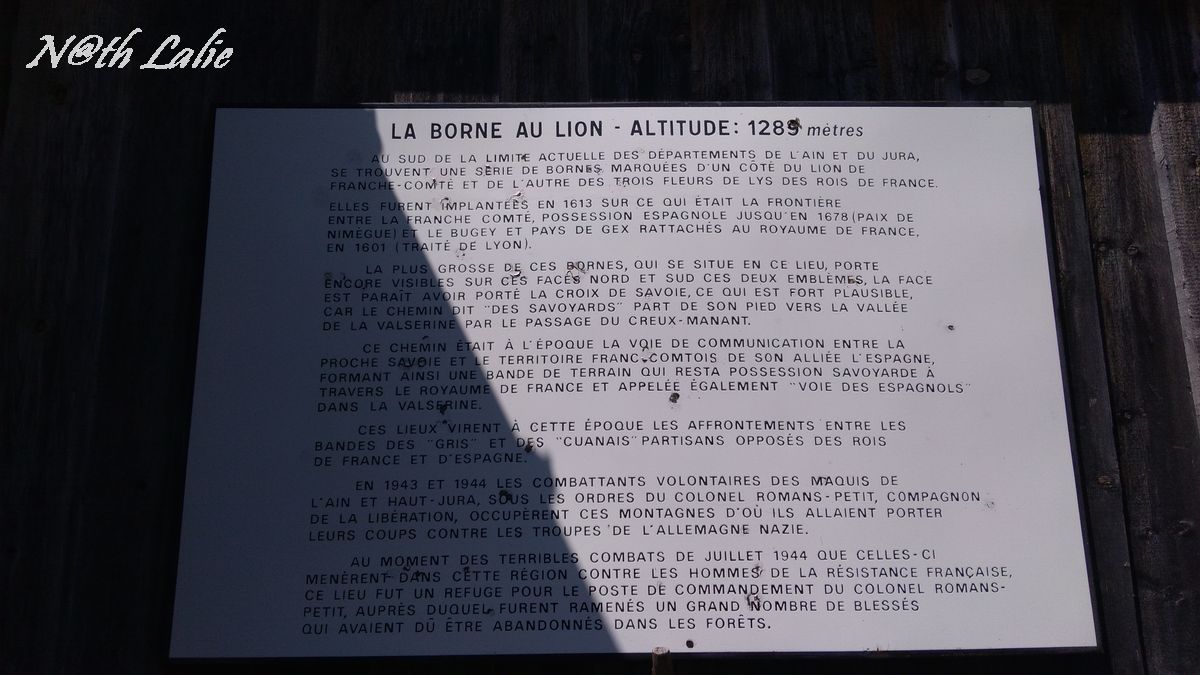 N@th Lalie
LA BORNE AU LION - ALTITUDE: 1289 mètres
AU SUD DE LA LIMITE ACTUELLE DES DÉPARTEMENTS DE L'AIN ET DU JURA,
SE TROUVENT UNE SÉRIE DE BORNES MARQUÉES D'UN CÔTÉ DU LION DE
FRANCHE-COMTÉ ET DE L'AUTRE DES TROIS FLEURS DE LYS DES ROIS DE FRANCE.
ELLES FURENT IMPLANTÉES EN 1613 SUR CE QUI ÉTAIT LA FRONTIÈRE
ENTRE LA FRANCHE COMTÉ, POSSESSION ESPAGNOLE JUSQU'EN 1678 (PAIX DE
NIMÈGUE) ET LE BUGEY ET PAYS DE GEX RATTACHÉS AU ROYAUME DE FRANCE,
EN 1601 (TRAITÉ DE LYON).
LA PLUS GROSSE DE CES BORNES, QUI SE SITUE EN CE LIEU, PORTE
ENCORE VISIBLES SUR CES FACES NORD ET SUD CES DEUX EMBLÈMES, LA FACE
EST PARAÎT AVOIR PORTÉ LA CROIX DE SAVOIE, CE QUI EST FORT PLAUSIBLE,
CAR LE CHEMIN DIT "DES SAVOYARDS" PART DE SON PIED VERS LA VALLÉE
DE LA VALSERINE PAR LE PASSAGE DU CREUX-MANANT.
CE CHEMIN ÉTAIT À L'ÉPOQUE LA VOIE DE COMMUNICATION ENTRE LA
PROCHE SAVOIE ET LE TERRITOIRE FRANC-COMTOIS DE SON ALLIÉE L'ESPAGNE,
FORMANT AINSI UNE BANDE DE TERRAIN QUI RESTA POSSESSION SAVOYARDE À
TRAVERS LE ROYAUME DE FRANCE ET APPELÉE ÉGALEMENT "VOIE DES ESPAGNOLS"
DANS LA VALSERINE.
CES LIEUX VIRENT À CETTE ÉPOQUE LES AFFRONTEMENTS ENTRE LES
BANDES DES "GRIS" ET DES "CUANAIS" PARTISANS OPPOSÉS DES ROIS
DE FRANCE ET D'ESPAGNE.
EN 1943 ET 1944 LES COMBATTANTS VOLONTAIRES DES MAQUIS DE
L'AIN ET HAUT-JURA, SOUS LES ORDRES DU COLONEL ROMANS-PETIT, COMPAGNON
DE LA LIBÉRATION, OCCUPÈRENT CES MONTAGNES D'OÙ ILS ALLAIENT PORTER
LEURS COUPS CONTRE LES TROUPES DE L'ALLEMAGNE NAZIE.
AU MOMENT DES TERRIBLES COMBATS DE JUILLET 1944 QUE CELLES-CI
MENÈRENT DANS CETTE RÉGION CONTRE LES HOMMES DE LA RÉSISTANCE FRANÇAISE,
CE LIEU FUT UN REFUGE POUR LE POSTE DE COMMANDEMENT DU COLONEL ROMANS-
PETIT, AUPRÈS DUQUEL FURENT RAMENÉS UN GRAND NOMBRE DE BLESSÉS
QUI AVAIENT DÛ ÊTRE ABANDONNÉS DANS LES FORÊTS.